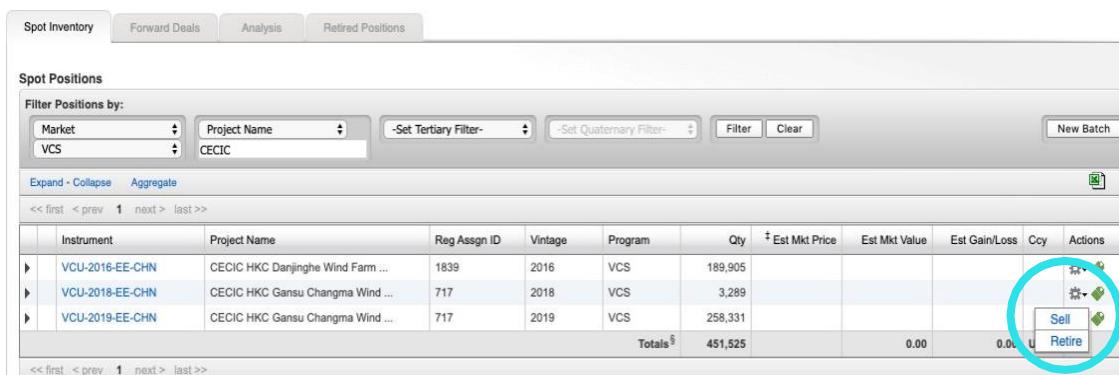 Spot Inventory Forward Deals Analysis Retired Positions
Spot Positions
Filter Positions by:
Market Project Name -Set Tertiary Filter- -Set Quaternary Filter- Filter Clear New Batch
VCS CECIC
Expand - Collapse Aggregate
<< first < prev 1 next > last >>
Instrument Project Name Reg Assgn ID Vintage Program Qty ‡ Est Mkt Price Est Mkt Value Est Gain/Loss Ccy Actions
VCU-2016-EE-CHN CECIC HKC Danjinghe Wind Farm ... 1839 2016 VCS 189,905
VCU-2018-EE-CHN CECIC HKC Gansu Changma Wind ... 717 2018 VCS 3,289
VCU-2019-EE-CHN CECIC HKC Gansu Changma Wind ... 717 2019 VCS 258,331 Sell
Totals § 451,525 0.00 0.00 Retire
<< first < prev 1 next > last >>